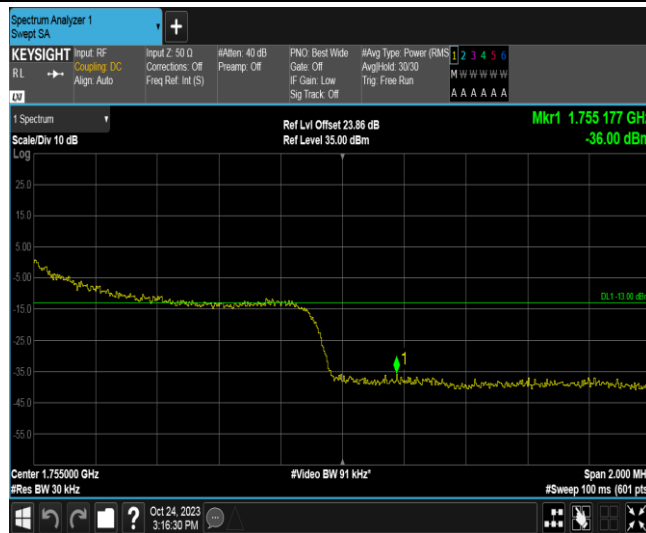 Spectrum Analyzer 1
Swept SA
KEYSIGHT
RL
LXI
Input: RF
Coupling: DC
Align: Auto
Input Z: 50 Ω
Corrections: Off
Freq Ref: Int (S)
#Atten: 40 dB
Preamp: Off
PNO: Best Wide
Gate: Off
IF Gain: Low
Sig Track: Off
#Avg Type: Power (RMS
Avg|Hold: 30/30
Trig: Free Run
1 2 3 4 5 6
M W W W W W
A A A A A A
1 Spectrum
Scale/Div 10 dB
Ref Lvl Offset 23.86 dB
Ref Level 35.00 dBm
Mkr1 1.755 177 GHz
-36.00 dBm
Log
25.0
15.0
5.00
-5.00
DL1 -13.00 dBm
-15.0
-25.0
1
-35.0
-45.0
-55.0
Center 1.755000 GHz
#Video BW 91 kHz*
Span 2.000 MH
#Res BW 30 kHz
#Sweep 100 ms (601 pts
?
Oct 24, 2023
3:16:30 PM